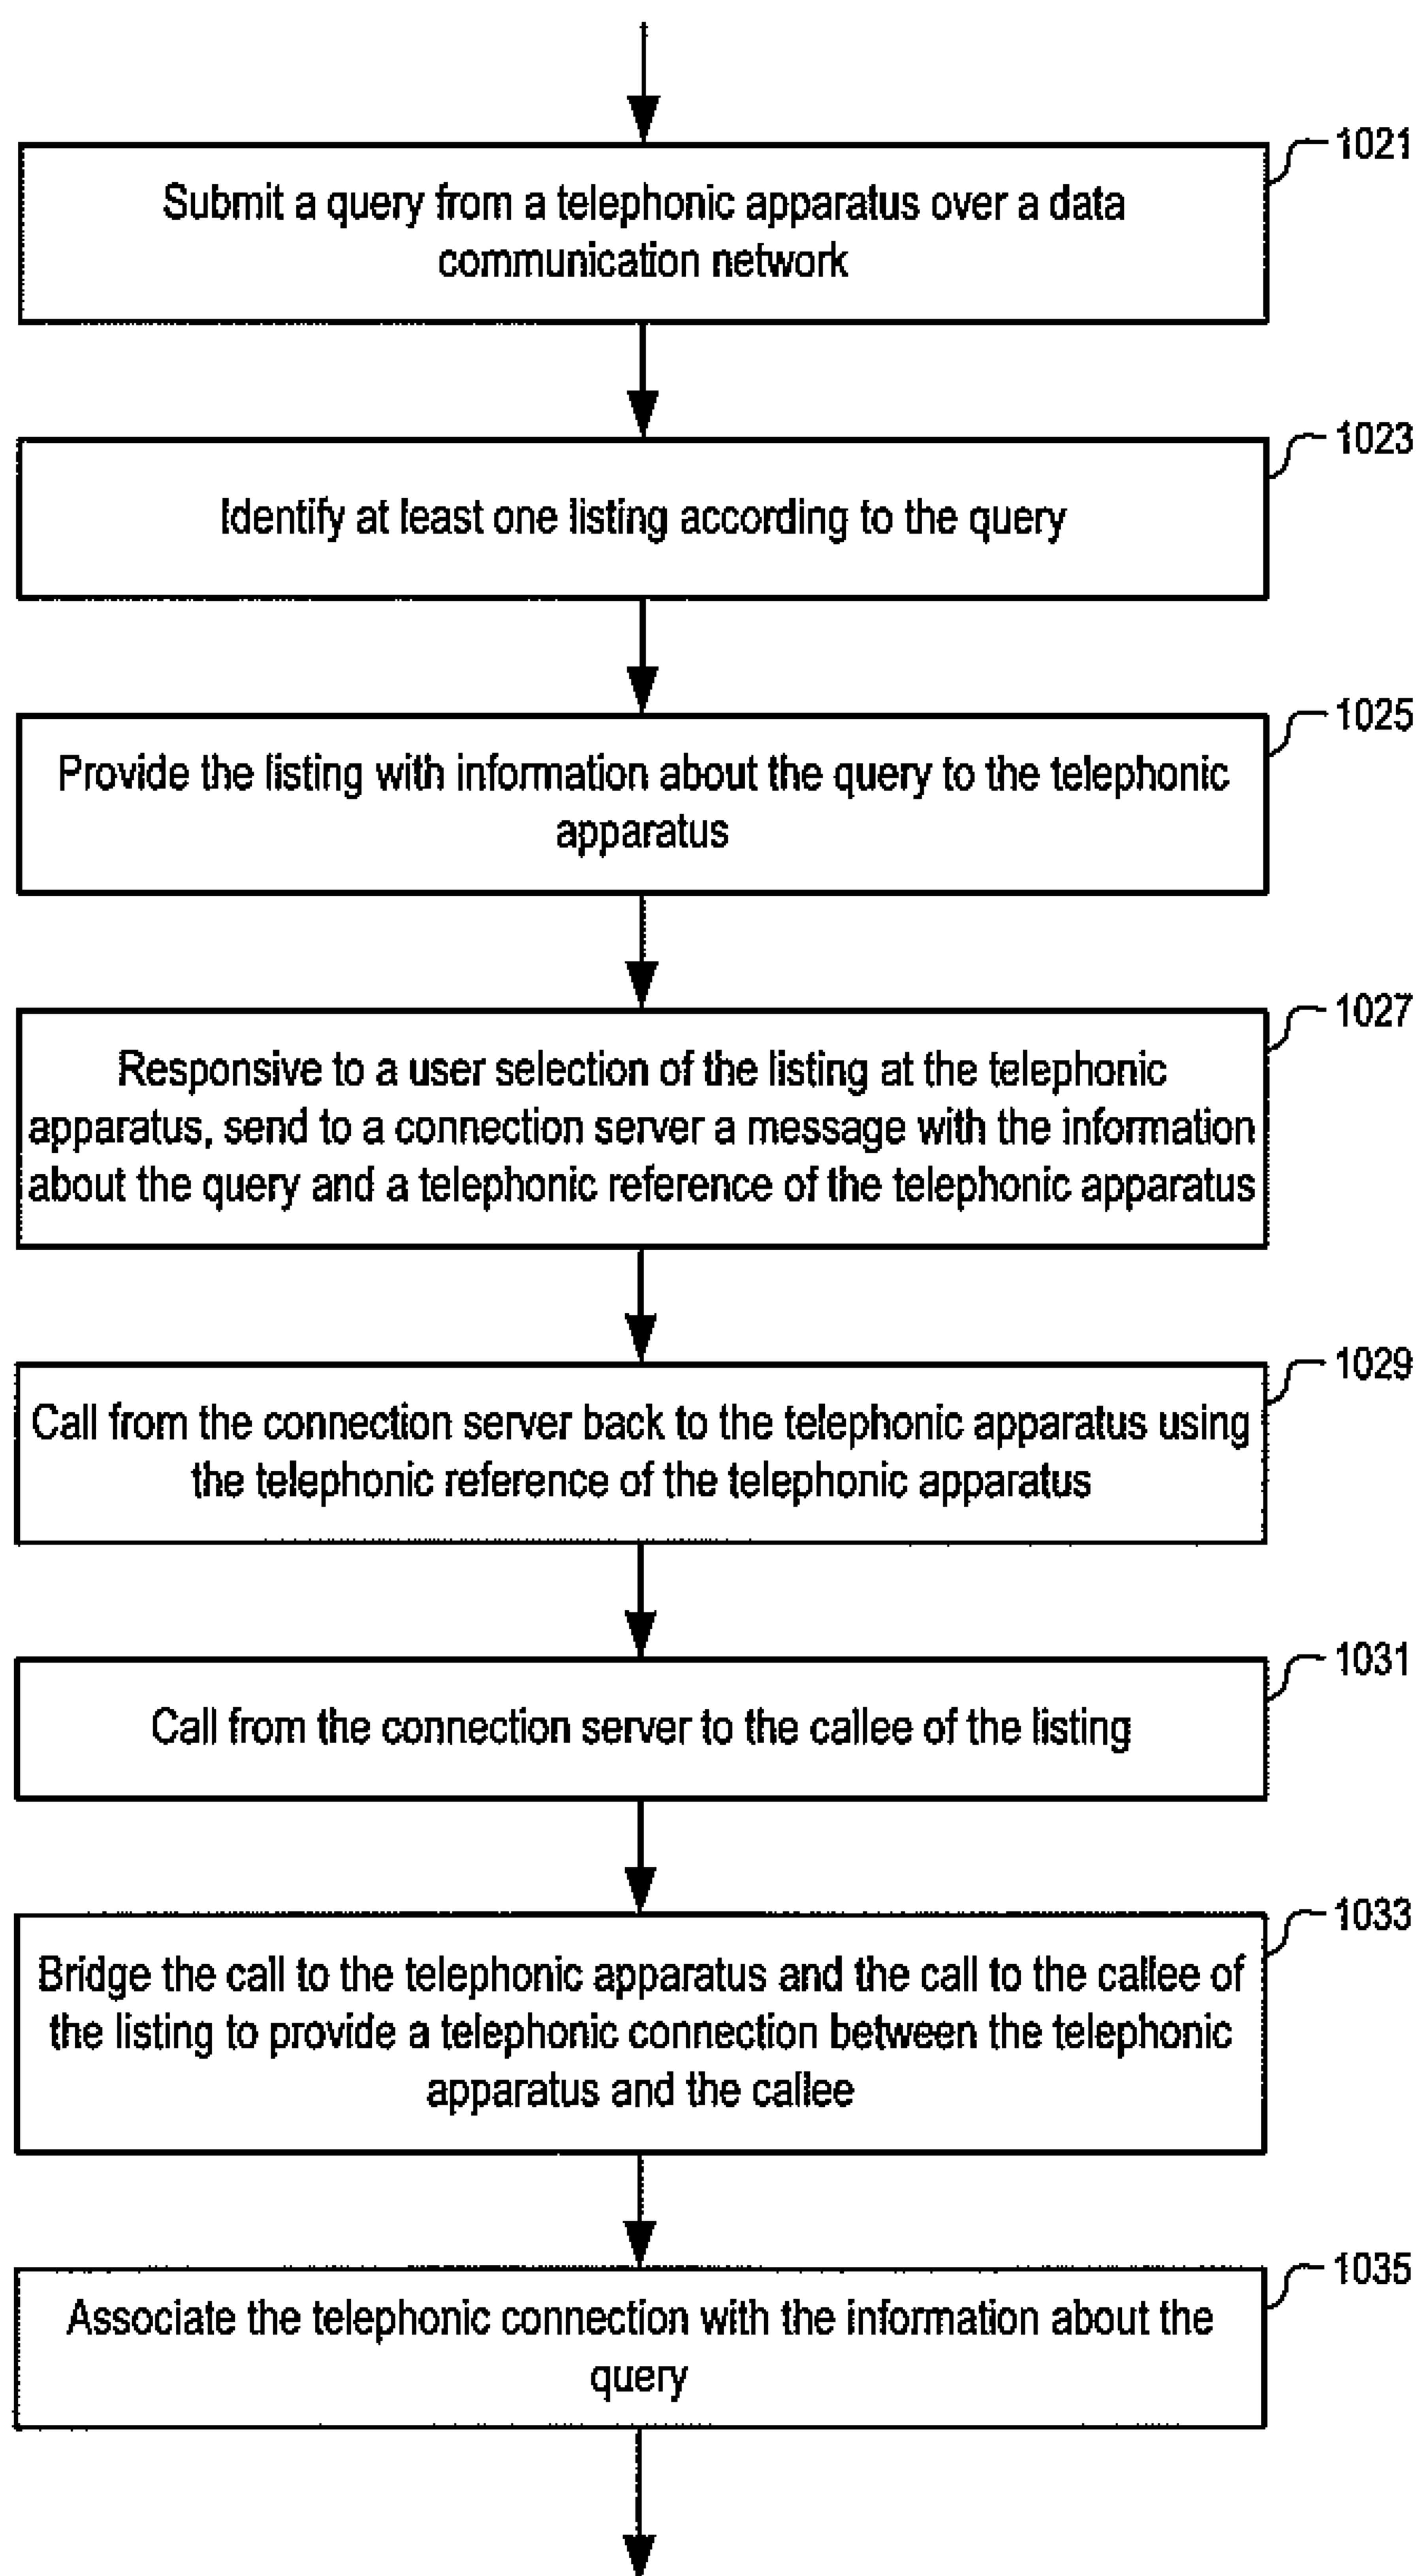 1021
Submit a query from a telephonic apparatus over a data
communication network
1023
Identify at least one listing according to the query
1025
Provide the listing with information about the query to the telephonic
apparatus
1027
Responsive to a user selection of the listing at the telephonic
apparatus, send to a connection server a message with the information
about the query and a telephonic reference of the telephonic apparatus
1029
Call from the connection server back to the telephonic apparatus using
the telephonic reference of the telephonic apparatus
1031
Call from the connection server to the callee of the listing
1033
Bridge the call to the telephonic apparatus and the call to the callee of
the listing to provide a telephonic connection between the telephonic
apparatus and the callee
1035
Associate the telephonic connection with the information about the
query